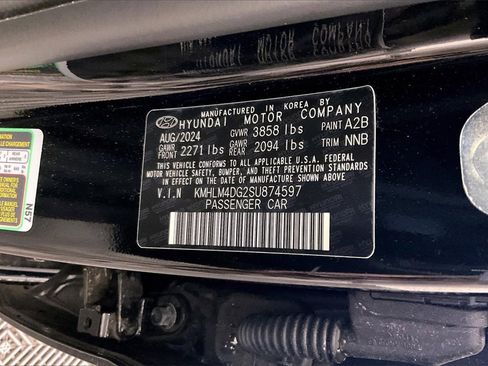 MANUFACTURED IN KOREA BY
HYUNDAI MOTOR COMPANY
AUG/2024 GVWR 3858 lbs PAINT A2B
GAWR FRONT 2271 lbs GAWR REAR 2094 lbs TRIM NNB
THIS VEHICLE CONFORMS TO ALL APPLICABLE U.S.A. FEDERAL
MOTOR VEHICLE SAFETY, BUMPER, AND THEFT PREVENTION STANDARDS
IN EFFECT ON THE DATE OF MANUFACTURE SHOWN ABOVE.
V.I.N KMHLM4DG2SU874597
PASSENGER CAR
N57